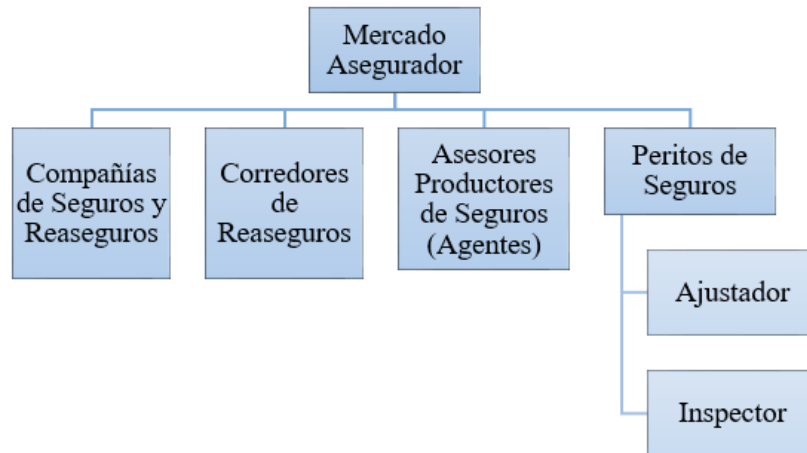 Mercado
Asegurador
Compañías
de Seguros y
Reaseguros
Corredores
de
Reaseguros
Asesores
Productores
de Seguros
(Agentes)
Peritos de
Seguros
Ajustador
Inspector